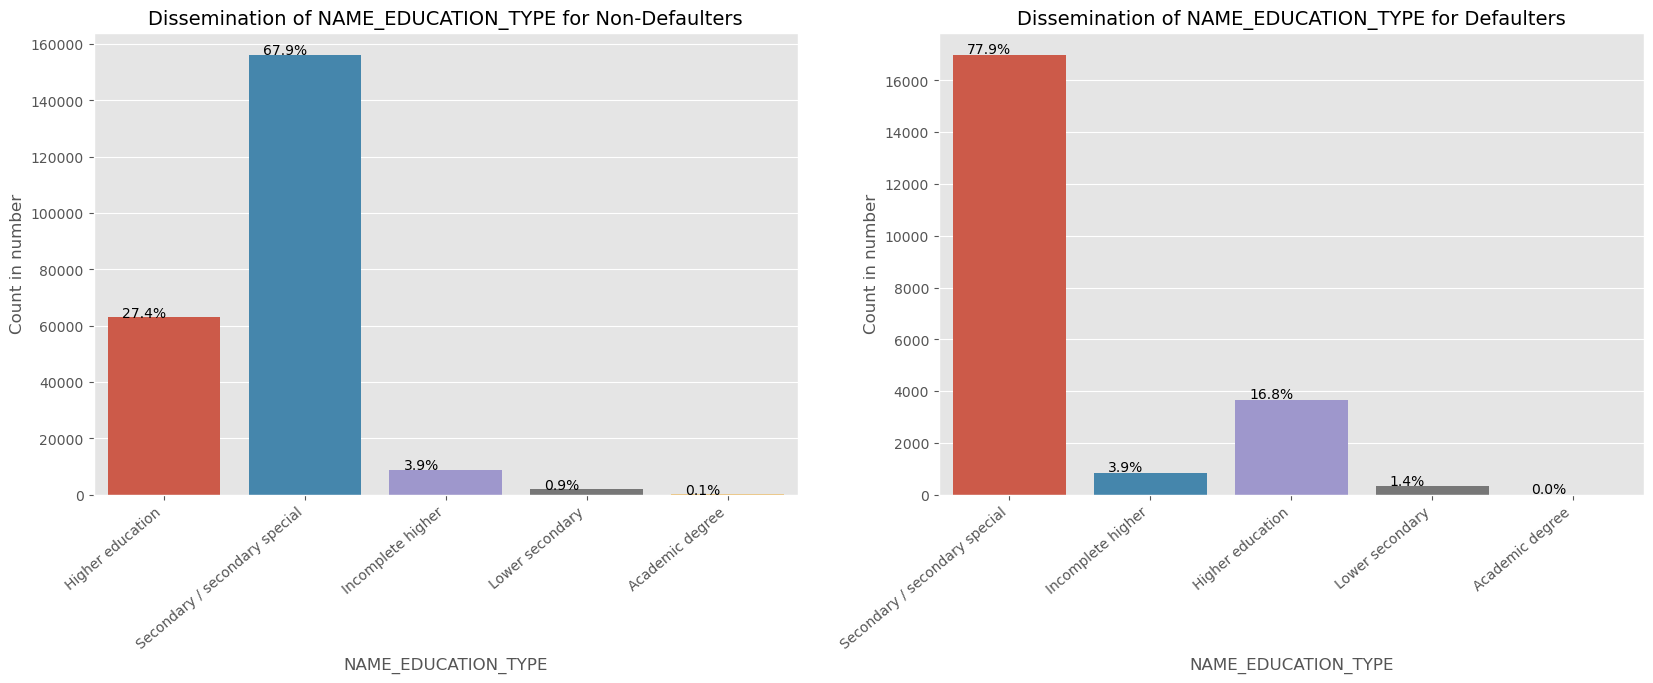 Dissemination of NAME_EDUCATION_TYPE for Non-Defaulters
160000
140000
120000
100000
80000
60000
40000
20000
0
Count in number
27.4%
67.9%
3.9%
0.9%
0.1%
Higher education
Secondary / secondary special
Incomplete higher
Lower secondary
Academic degree
NAME_EDUCATION_TYPE
Dissemination of NAME_EDUCATION_TYPE for Defaulters
16000
14000
12000
10000
8000
6000
4000
2000
0
Count in number
77.9%
3.9%
16.8%
1.4%
0.0%
Secondary / secondary special
Incomplete higher
Higher education
Lower secondary
Academic degree
NAME_EDUCATION_TYPE